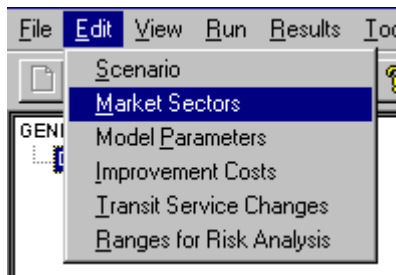 File Edit View Run Results
Scenario
Market Sectors
Model Parameters
Improvement Costs
Transit Service Changes
Ranges for Risk Analysis